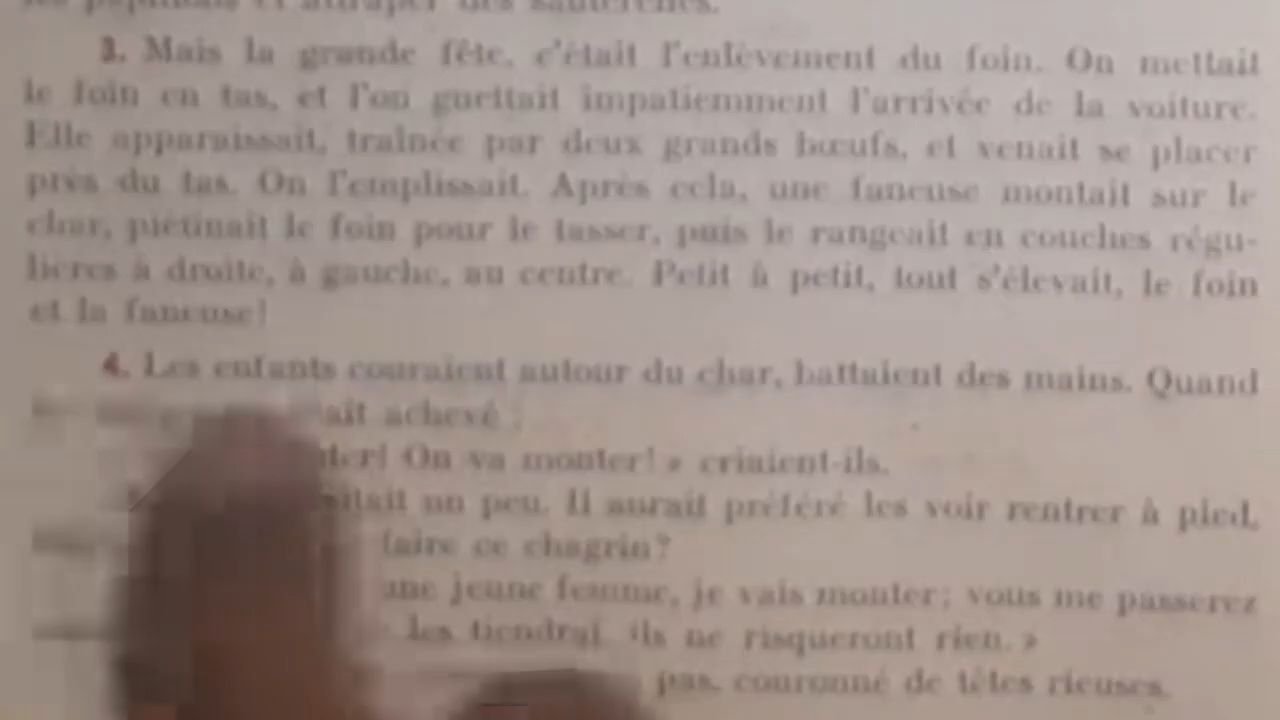 3. Mais la grande fête, c'était l'enlèvement du foin. On mettait
le foin en tas, et l'on guettait impatiemment l'arrivée de la voiture.
Elle apparaissait, traînée par deux grands bœufs, et venait se placer
près du tas. On l'emplissait. Après cela, une faneuse montait sur le
char, piétinait le foin pour le tasser, puis le rangeait en couches régu-
lières à droite, à gauche, au centre. Petit à petit, tout s'élevait, le foin
et la faneuse!
4. Les enfants couraient autour du char, battaient des mains. Quand
achevé
On va monter! » criaient-ils.
un peu. Il aurait préféré les voir rentrer à pied,
faire ce chagrin?
jeune femme, je vais monter; vous me passerez
les tiendrai, ils ne risqueront rien. »
pas, couronné de têtes rieuses.